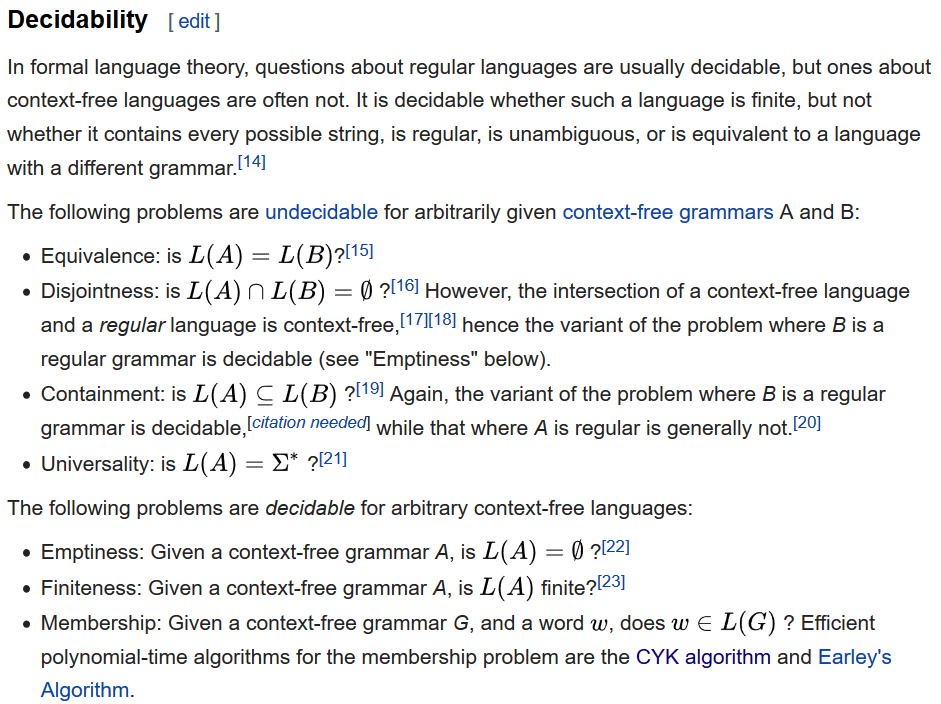 Decidability [ edit ]
In formal language theory, questions about regular languages are usually decidable, but ones about
context-free languages are often not. It is decidable whether such a language is finite, but not
whether it contains every possible string, is regular, is unambiguous, or is equivalent to a language
with a different grammar.[14]
The following problems are undecidable for arbitrarily given context-free grammars A and B:
• Equivalence: is L(A) = L(B)?[15]
• Disjointness: is L(A) ∩ L(B) = ∅ ?[16] However, the intersection of a context-free language
and a regular language is context-free,[17][18] hence the variant of the problem where B is a
regular grammar is decidable (see "Emptiness" below).
• Containment: is L(A) ⊆ L(B) ?[19] Again, the variant of the problem where B is a regular
grammar is decidable,[citation needed] while that where A is regular is generally not.[20]
• Universality: is L(A) = Σ* ?[21]
The following problems are decidable for arbitrary context-free languages:
• Emptiness: Given a context-free grammar A, is L(A) = ∅ ?[22]
• Finiteness: Given a context-free grammar A, is L(A) finite?[23]
• Membership: Given a context-free grammar G, and a word w, does w ∈ L(G) ? Efficient
polynomial-time algorithms for the membership problem are the CYK algorithm and Earley's
Algorithm.